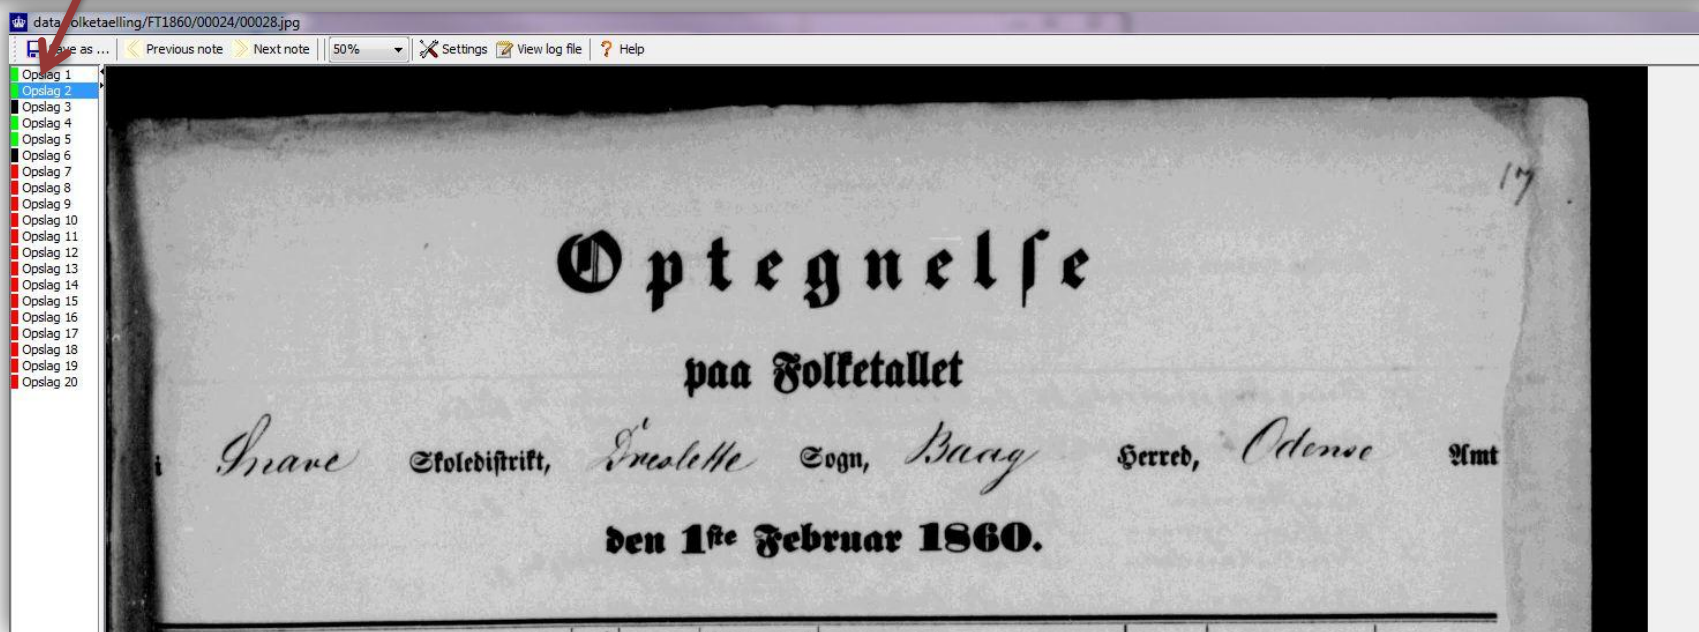 data/folketaelling/FT1860/00024/00028.jpg
Save as ... Previous note Next note 50% Settings View log file ? Help
Opslag 1
Opslag 2
Opslag 3
Opslag 4
Opslag 5
Opslag 6
Opslag 7
Opslag 8
Opslag 9
Opslag 10
Opslag 11
Opslag 12
Opslag 13
Opslag 14
Opslag 15
Opslag 16
Opslag 17
Opslag 18
Opslag 19
Opslag 20
17
Optegnelſe
paa Folketallet
i Snave Skolediſtrikt, Dreslette Sogn, Baag Herred, Odense Amt
den 1ſte Februar 1860.